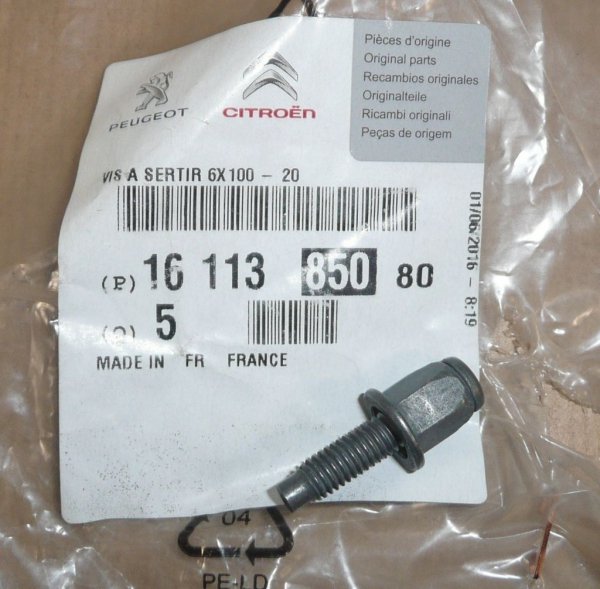 Pièces d'origine
Original parts
Recambios originales
Originalteile
Ricambi originali
Peças de origem
PEUGEOT
CITROËN
VIS A SERTIR 6X100 - 20
(P) 16 113 850 80
(Q) 5
MADE IN FR FRANCE
01/06/2016 - 8:19
04
PE-LD